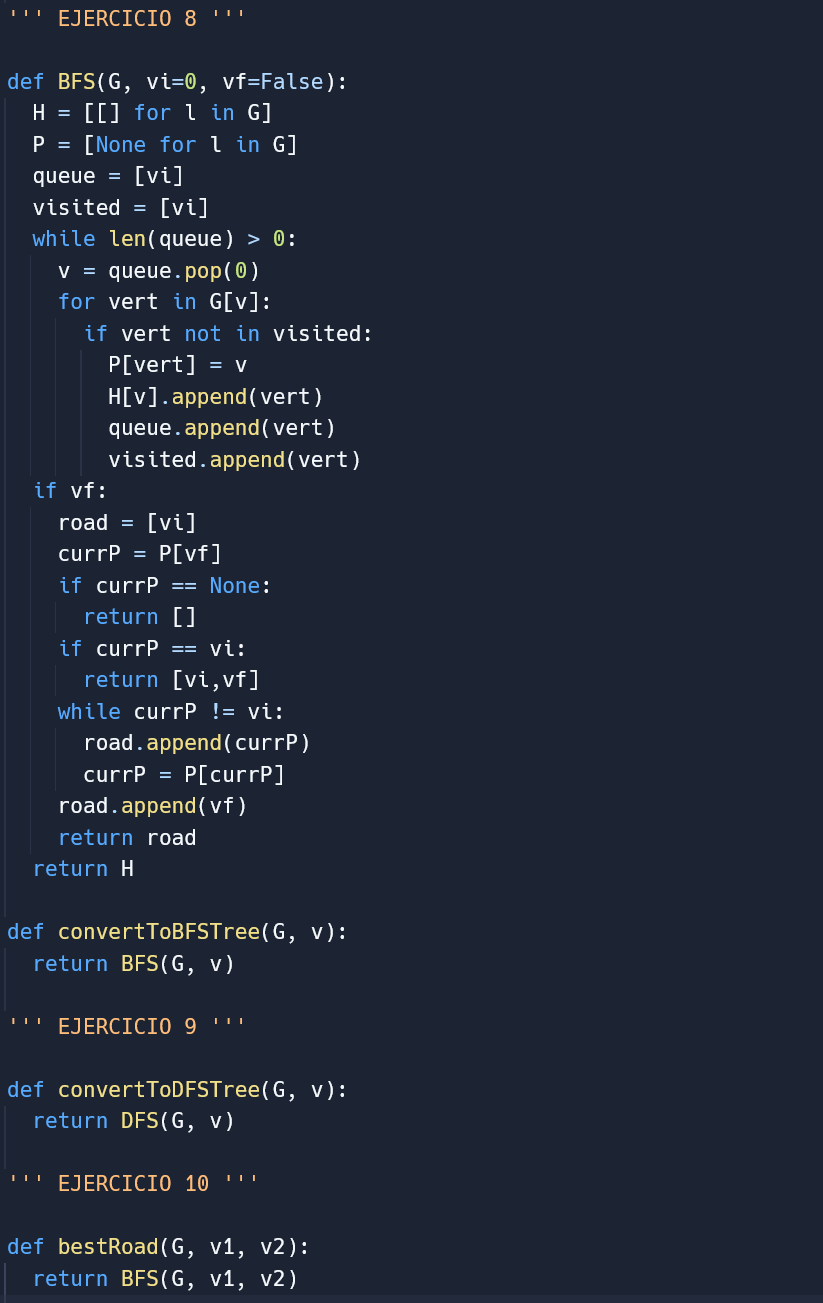 ''' EJERCICIO 8 '''

def BFS(G, vi=0, vf=False):
  H = [[] for l in G]
  P = [None for l in G]
  queue = [vi]
  visited = [vi]
  while len(queue) > 0:
    v = queue.pop(0)
    for vert in G[v]:
      if vert not in visited:
        P[vert] = v
        H[v].append(vert)
        queue.append(vert)
        visited.append(vert)
  if vf:
    road = [vi]
    currP = P[vf]
    if currP == None:
      return []
    if currP == vi:
      return [vi,vf]
    while currP != vi:
      road.append(currP)
      currP = P[currP]
    road.append(vf)
    return road
  return H

def convertToBFSTree(G, v):
  return BFS(G, v)

''' EJERCICIO 9 '''

def convertToDFSTree(G, v):
  return DFS(G, v)

''' EJERCICIO 10 '''

def bestRoad(G, v1, v2):
  return BFS(G, v1, v2)